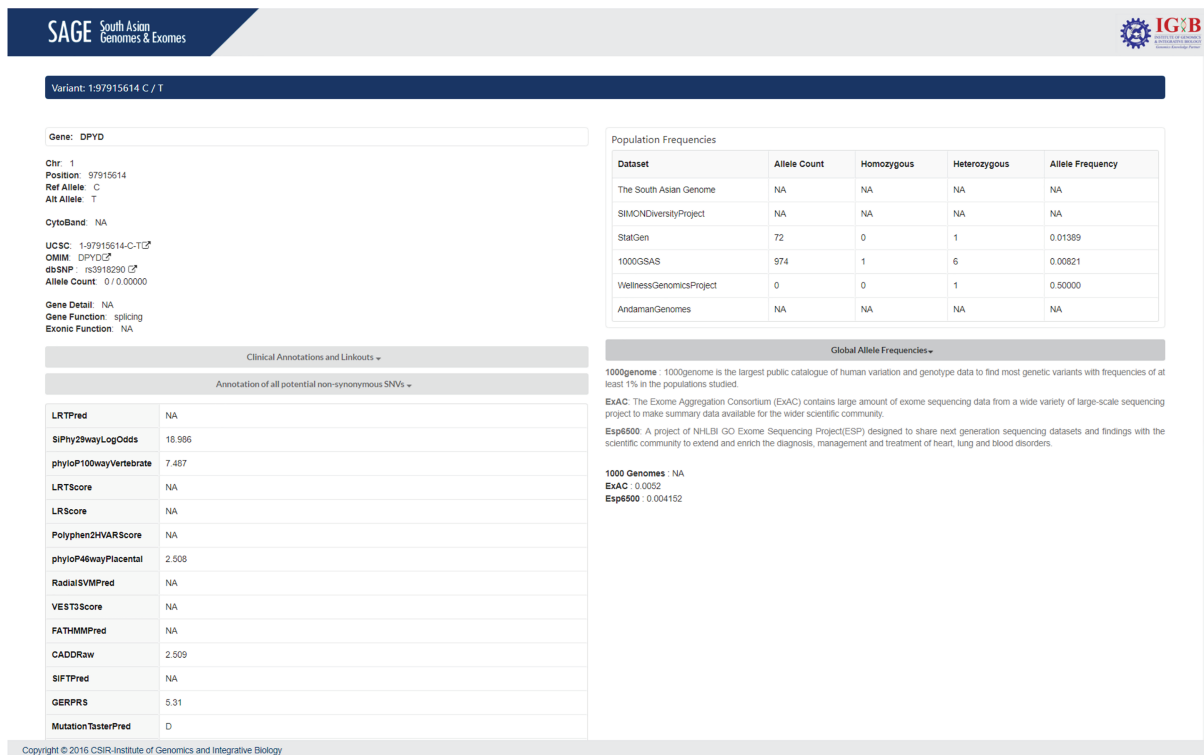 SAGE South Asian Genomes & Exomes
IGIB
INSTITUTE OF GENOMICS & INTEGRATIVE BIOLOGY
Genomics Knowledge Partner
Variant: 1:97915614 C / T
Gene: DPYD
Chr: 1
Position: 97915614
Ref Allele: C
Alt Allele: T
CytoBand: NA
UCSC: 1-97915614-C-T
OMIM: DPYD
dbSNP : rs3918290
Allele Count: 0 / 0.00000
Gene Detail: NA
Gene Function: splicing
Exonic Function: NA
Clinical Annotations and Linkouts
Annotation of all potential non-synonymous SNVs
LRTPred NA
SiPhy29wayLogOdds 18.986
phyloP100wayVertebrate 7.487
LRTScore NA
LRScore NA
Polyphen2HVARScore NA
phyloP46wayPlacental 2.508
RadialSVMPred NA
VEST3Score NA
FATHMMPred NA
CADDRaw 2.509
SIFTPred NA
GERPRS 5.31
MutationTasterPred D
Population Frequencies
Dataset Allele Count Homozygous Heterozygous Allele Frequency
The South Asian Genome NA NA NA NA
SIMONDiversityProject NA NA NA NA
StatGen 72 0 1 0.01389
1000GSAS 974 1 6 0.00821
WellnessGenomicsProject 0 0 1 0.50000
AndamanGenomes NA NA NA NA
Global Allele Frequencies
1000genome : 1000genome is the largest public catalogue of human variation and genotype data to find most genetic variants with frequencies of at
least 1% in the populations studied.
ExAC: The Exome Aggregation Consortium (ExAC) contains large amount of exome sequencing data from a wide variety of large-scale sequencing
project to make summary data available for the wider scientific community.
Esp6500: A project of NHLBI GO Exome Sequencing Project(ESP) designed to share next generation sequencing datasets and findings with the
scientific community to extend and enrich the diagnosis, management and treatment of heart, lung and blood disorders.
1000 Genomes : NA
ExAC : 0.0052
Esp6500 : 0.004152
Copyright © 2016 CSIR-Institute of Genomics and Integrative Biology